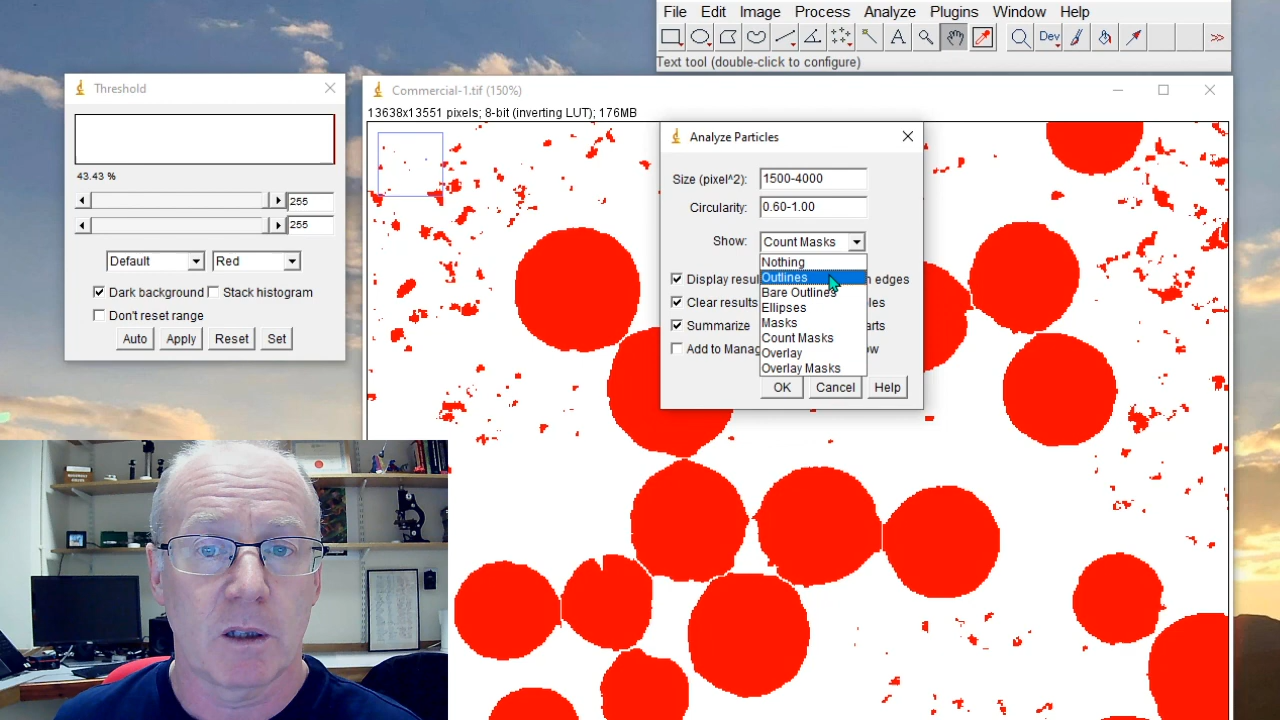 File Edit Image Process Analyze Plugins Window Help
Dev
>>
Text tool (double-click to configure)
Threshold
43.43 %
255
255
Default
Red
Dark background
Stack histogram
Don't reset range
Auto
Apply
Reset
Set
Commercial-1.tif (150%)
13638x13551 pixels; 8-bit (inverting LUT); 176MB
Analyze Particles
Size (pixel^2):
1500-4000
Circularity:
0.60-1.00
Show:
Count Masks
Nothing
Outlines
Bare Outlines
Ellipses
Masks
Count Masks
Overlay
Overlay Masks
Display
edges
Clear results
Summarize
Add to
OK
Cancel
Help